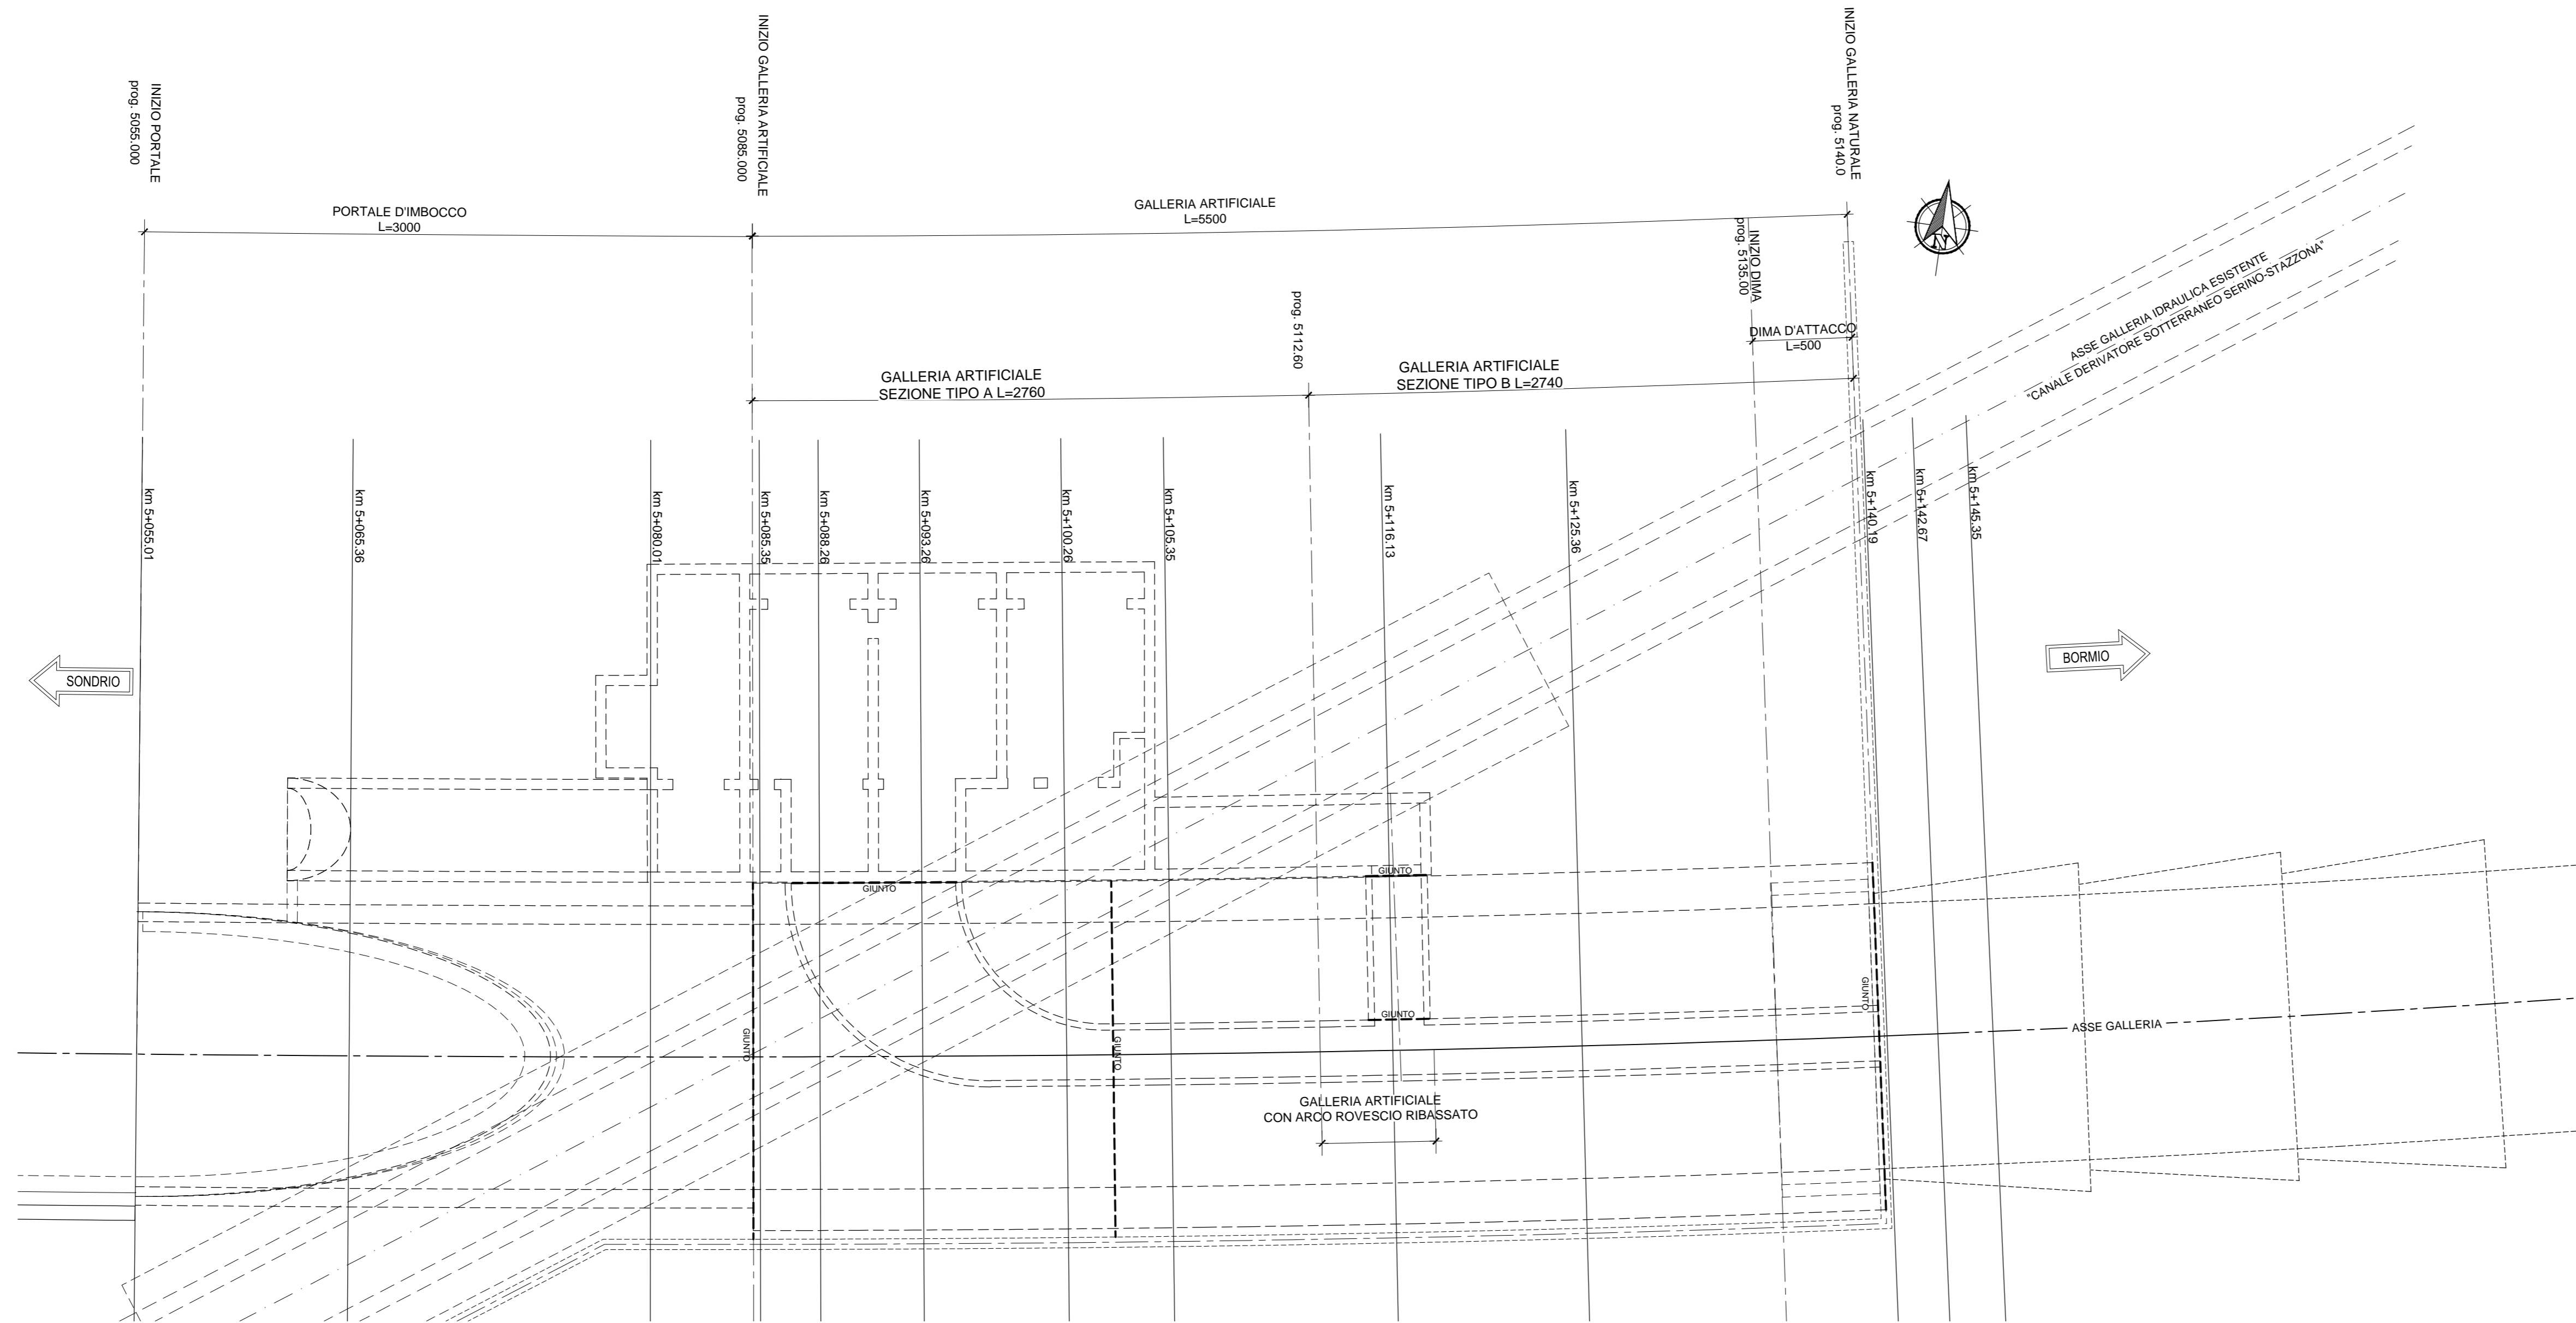 INIZIO PORTALE
prog. 5055.000
INIZIO GALLERIA ARTIFICIALE
prog. 5085.000
INIZIO GALLERIA NATURALE
prog. 5140.0
PORTALE D'IMBOCCO
L=3000
GALLERIA ARTIFICIALE
L=5500
INIZIO DIMA
prog. 5135.00
N
prog. 5112.60
DIMA D'ATTACCO
L=500
ASSE GALLERIA IDRAULICA ESISTENTE
"CANALE DERIVATORE SOTTERRANEO SERINO-STAZZONA"
GALLERIA ARTIFICIALE
SEZIONE TIPO A L=2760
GALLERIA ARTIFICIALE
SEZIONE TIPO B L=2740
km 5+055.01
km 5+065.36
km 5+080.01
km 5+085.35
km 5+088.26
km 5+093.26
km 5+100.26
km 5+105.35
km 5+116.13
km 5+125.36
km 5+140.19
km 5+142.67
km 5+145.35
SONDRIO
BORMIO
GIUNTO
GIUNTO
GIUNTO
GIUNTO
GIUNTO
GIUNTO
ASSE GALLERIA
GALLERIA ARTIFICIALE
CON ARCO ROVESCIO RIBASSATO